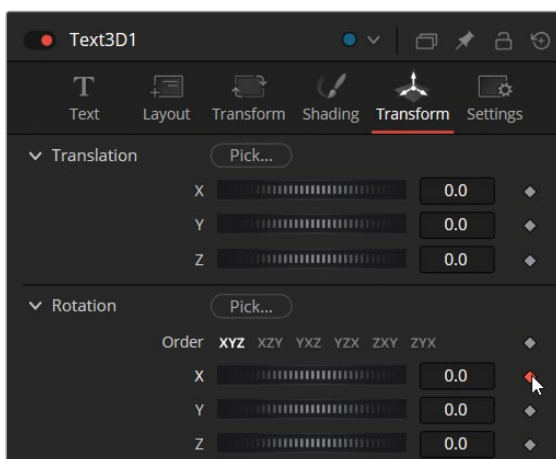 Text3D1
Text Layout Transform Shading Transform Settings
Translation Pick...
X 0.0
Y 0.0
Z 0.0
Rotation Pick...
Order XYZ XZY YXZ YZX ZXY ZYX
X 0.0
Y 0.0
Z 0.0